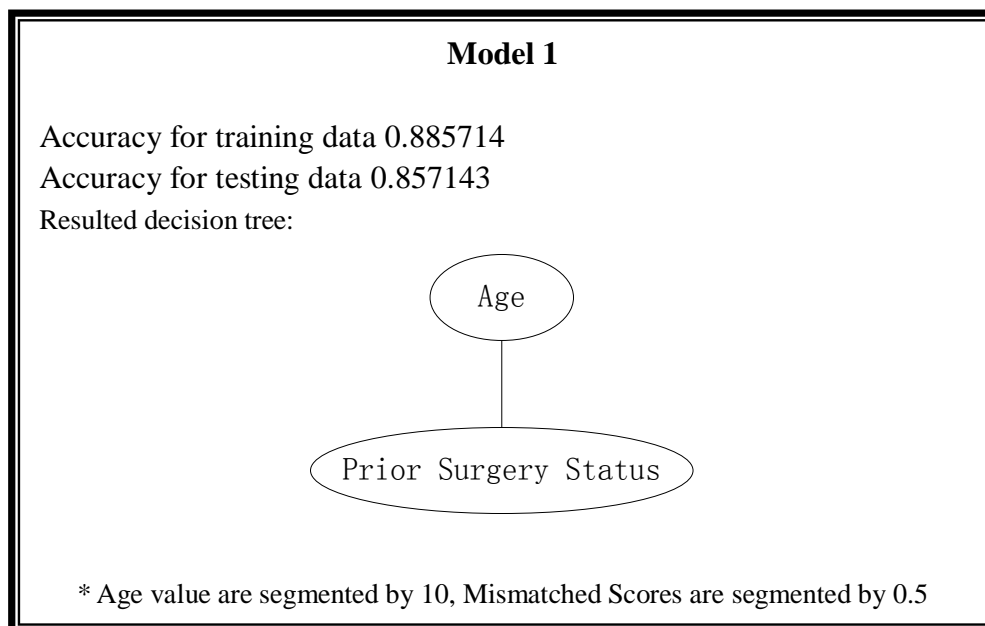 Model 1
Accuracy for training data 0.885714
Accuracy for testing data 0.857143
Resulted decision tree:
Age
Prior Surgery Status
* Age value are segmented by 10, Mismatched Scores are segmented by 0.5